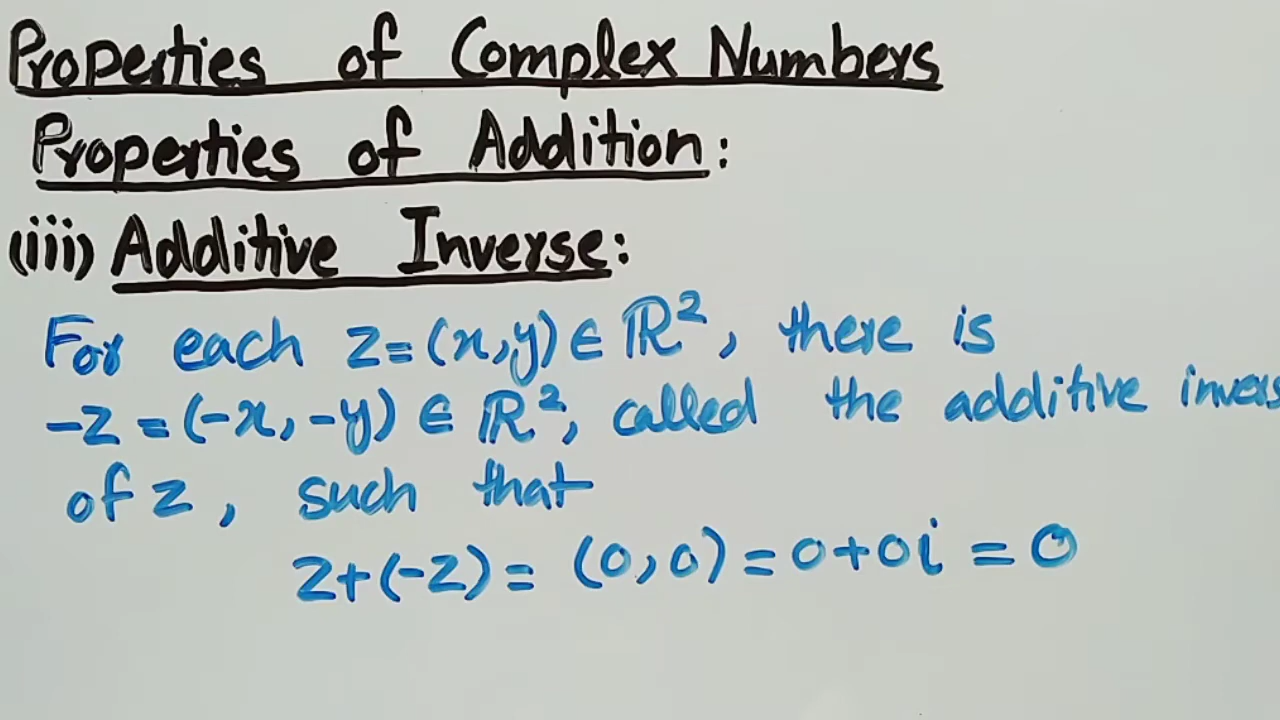 Properties of Complex Numbers
Properties of Addition:
(iii) Additive Inverse:
For each z=(x,y)∈ℝ², there is
-z=(-x,-y)∈ℝ², called the additive invers
of z, such that
z+(-z)=(0,0)=0+0i=0